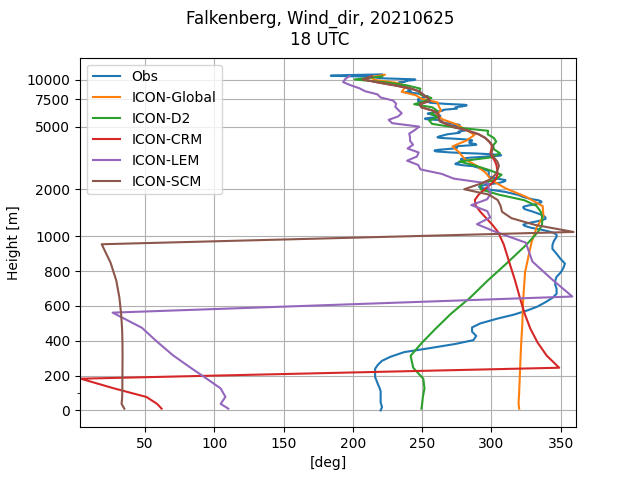 Falkenberg, Wind_dir, 20210625
18 UTC
Obs
ICON-Global
ICON-D2
ICON-CRM
ICON-LEM
ICON-SCM
10000
7500
5000
2000
1000
800
600
400
200
0
Height [m]
50 100 150 200 250 300 350
[deg]